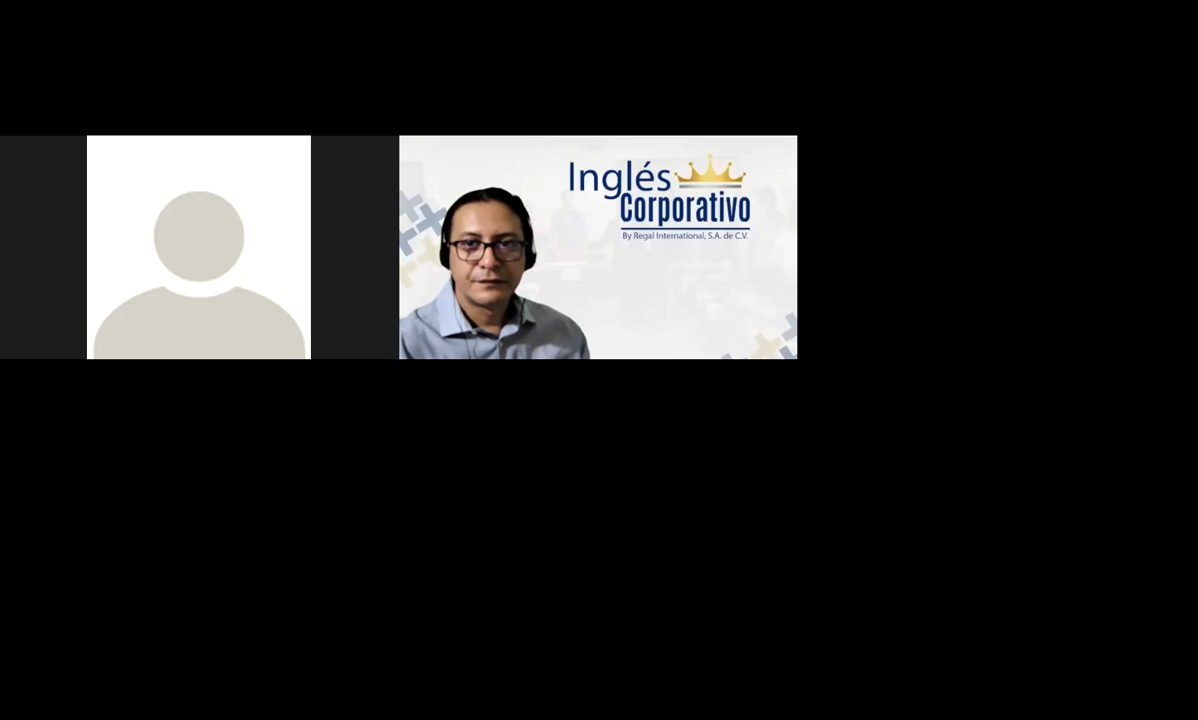 Inglés
Corporativo
By Regal International, S.A. de C.V.